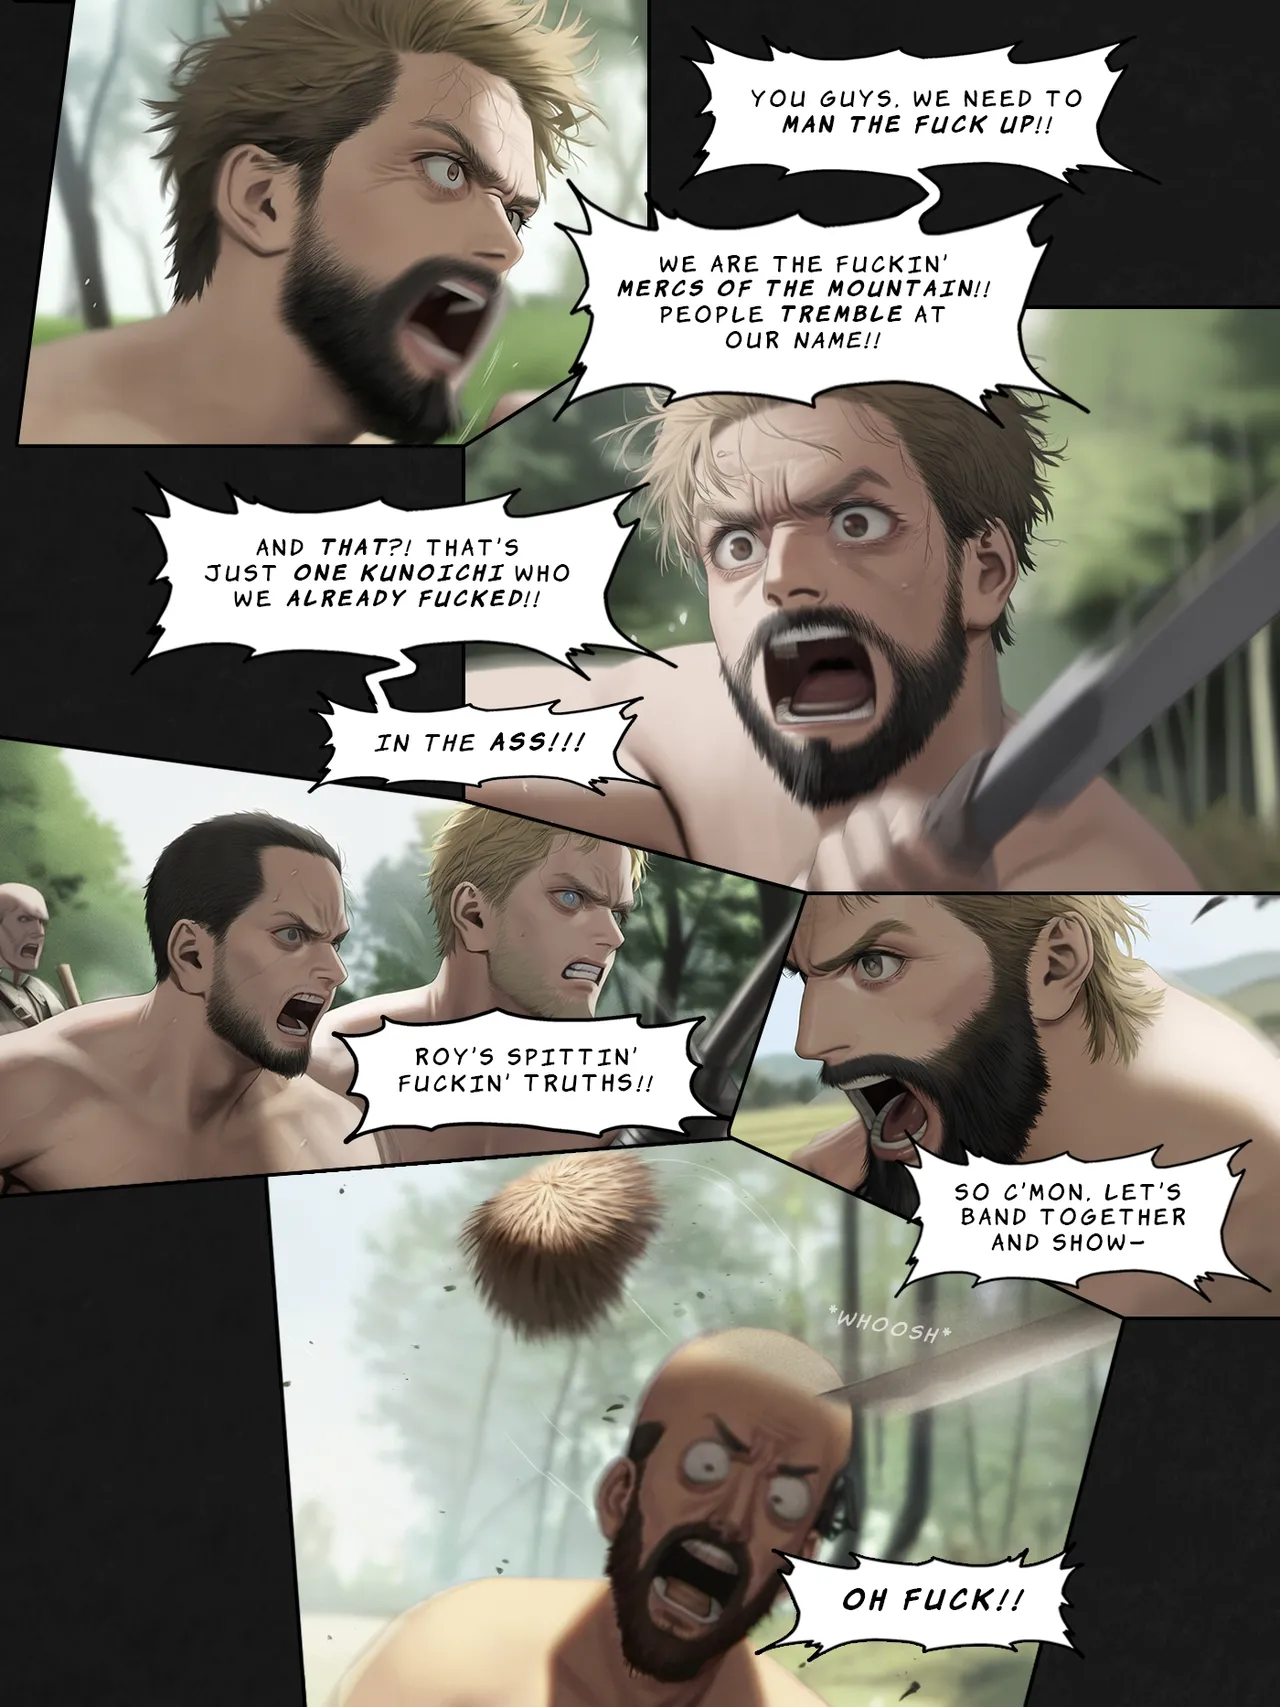 YOU GUYS. WE NEED TO
MAN THE FUCK UP!!
WE ARE THE FUCKIN'
MERCS OF THE MOUNTAIN!!
PEOPLE TREMBLE AT
OUR NAME!!
AND THAT?! THAT'S
JUST ONE KUNOICHI WHO
WE ALREADY FUCKED!!
IN THE ASS!!!
ROY'S SPITTIN'
FUCKIN' TRUTHS!!
SO C'MON. LET'S
BAND TOGETHER
AND SHOW–
*WHOOSH*
OH FUCK!!